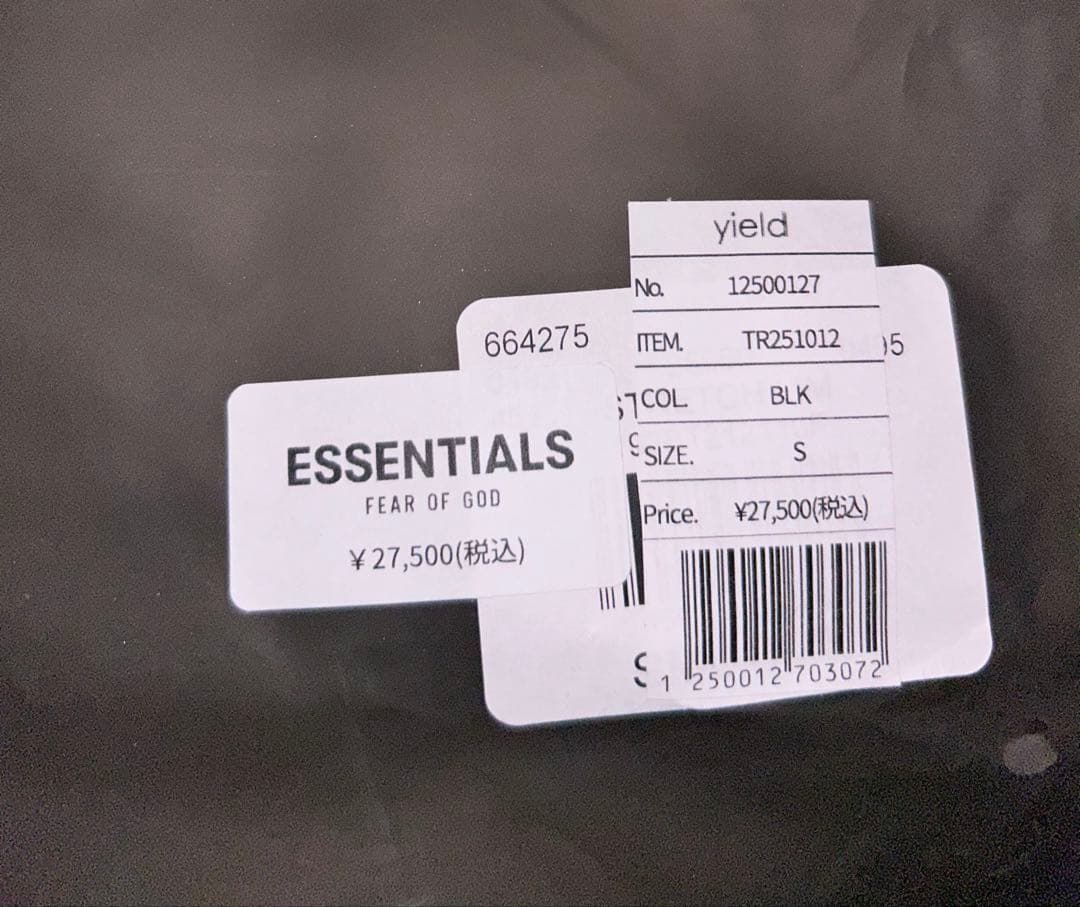 yield
No. 12500127
ITEM. TR251012
COL. BLK
SIZE. S
Price. ¥27,500(税込)
1 250012 703072
664275
ESSENTIALS
FEAR OF GOD
¥27,500(税込)